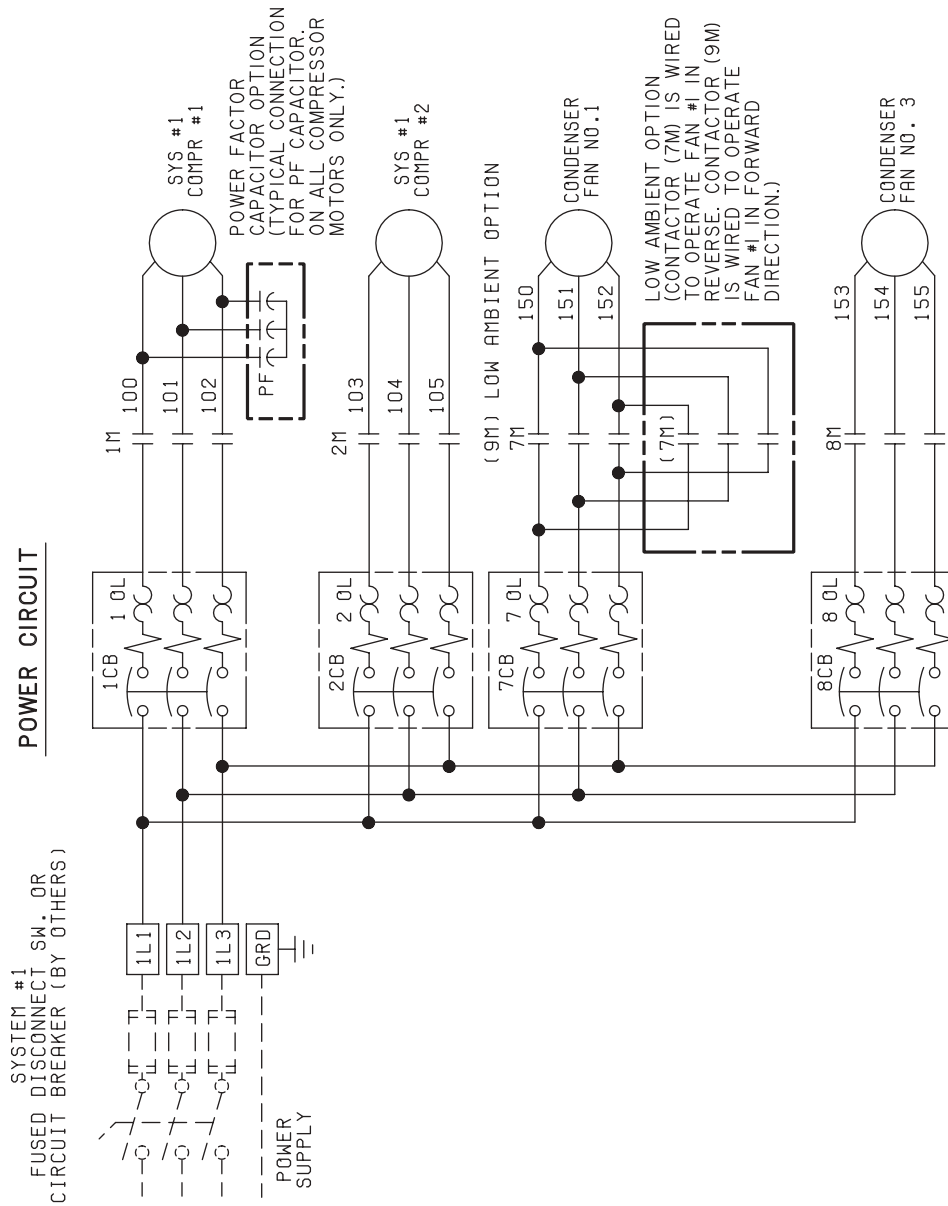 POWER CIRCUIT
SYSTEM #1
FUSED DISCONNECT SW. OR
CIRCUIT BREAKER (BY OTHERS)
1L1
1L2
1L3
GRD
POWER
SUPPLY
1CB
1 OL
1M
100
101
102
PF
SYS #1
COMPR #1
POWER FACTOR
CAPACITOR OPTION
(TYPICAL CONNECTION
FOR PF CAPACITOR.
ON ALL COMPRESSOR
MOTORS ONLY.)
2CB
2 OL
2M
103
104
105
SYS #1
COMPR #2
(9M) LOW AMBIENT OPTION
7CB
7 OL
7M
150
151
152
CONDENSER
FAN NO.1
(7M)
LOW AMBIENT OPTION
(CONTACTOR (7M) IS WIRED
TO OPERATE FAN #1 IN
REVERSE. CONTACTOR (9M)
IS WIRED TO OPERATE
FAN #1 IN FORWARD
DIRECTION.)
8CB
8 OL
8M
153
154
155
CONDENSER
FAN NO. 3